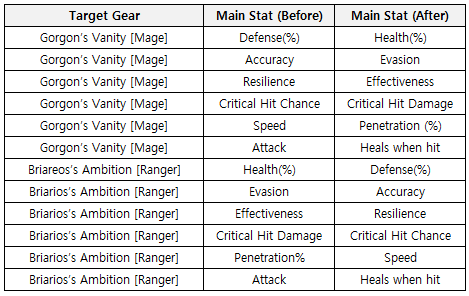 Target Gear Main Stat (Before) Main Stat (After)
Gorgon's Vanity [Mage] Defense(%) Health(%)
Gorgon's Vanity [Mage] Accuracy Evasion
Gorgon's Vanity [Mage] Resilience Effectiveness
Gorgon's Vanity [Mage] Critical Hit Chance Critical Hit Damage
Gorgon's Vanity [Mage] Speed Penetration (%)
Gorgon's Vanity [Mage] Attack Heals when hit
Briareos's Ambition [Ranger] Health(%) Defense(%)
Briarios's Ambition [Ranger] Evasion Accuracy
Briarios's Ambition [Ranger] Effectiveness Resilience
Briarios's Ambition [Ranger] Critical Hit Damage Critical Hit Chance
Briarios's Ambition [Ranger] Penetration% Speed
Briarios's Ambition [Ranger] Attack Heals when hit